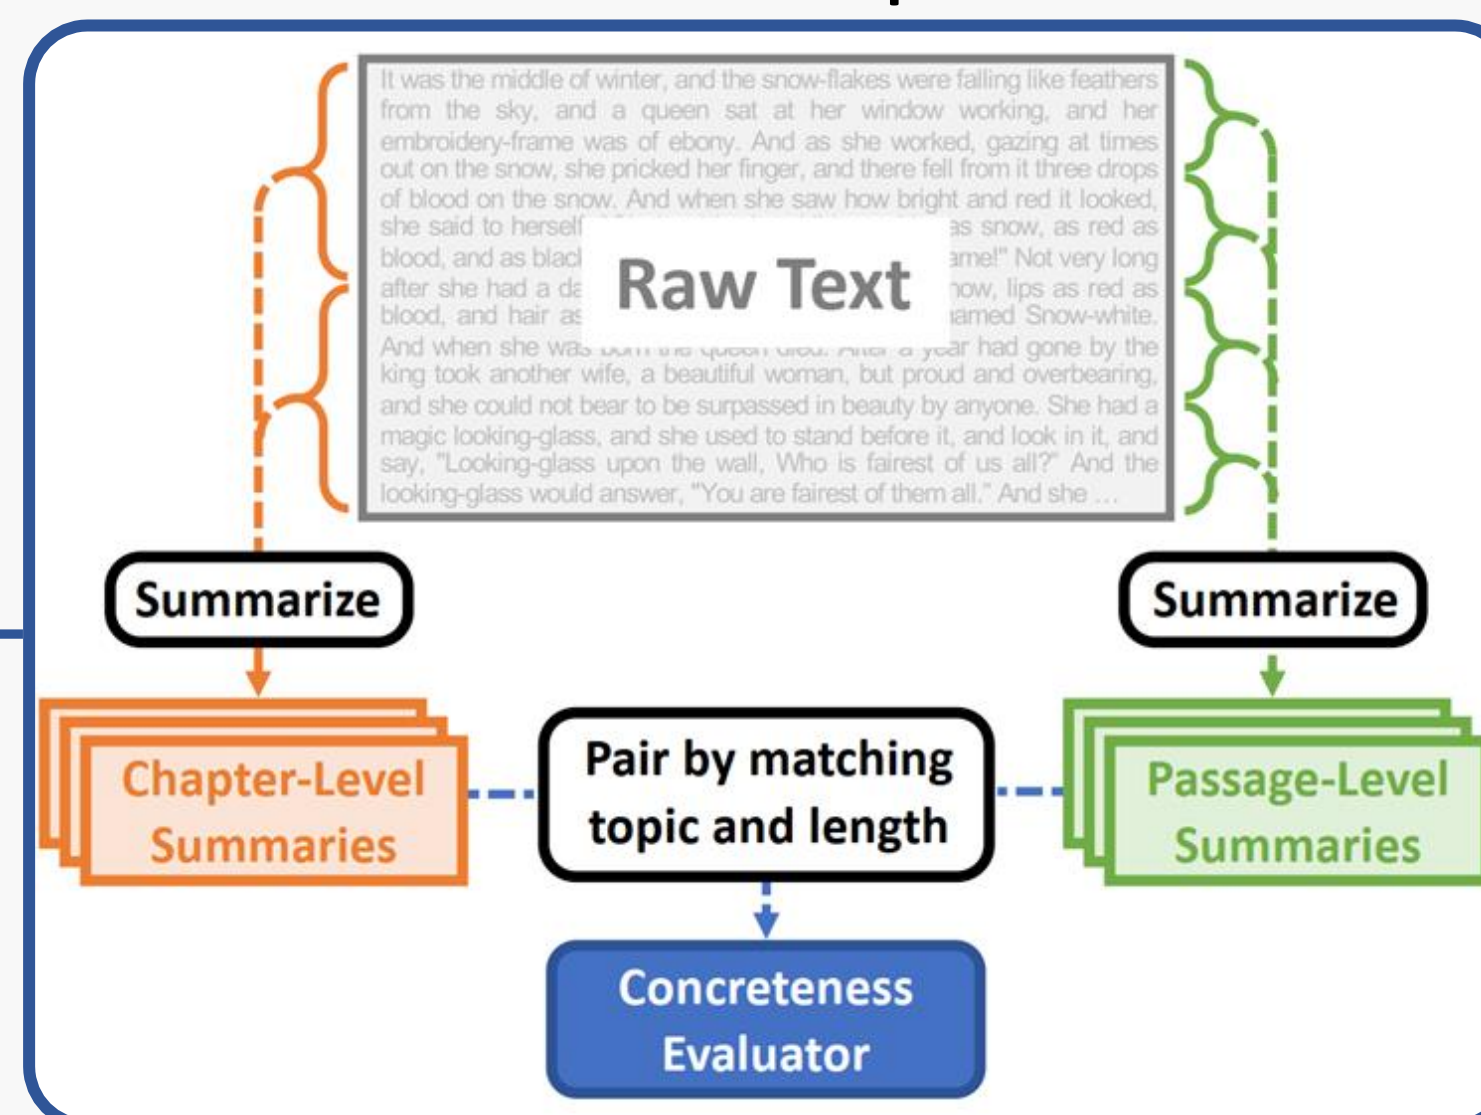 It was the middle of winter, and the snow-flakes were falling like feathers
from the sky, and a queen sat at her window working, and her
embroidery-frame was of ebony. And as she worked, gazing at times
out on the snow, she pricked her finger, and there fell from it three drops
of blood on the snow. And when she saw how bright and red it looked,
she said to herself as snow, as red as
blood, and as blac ame!" Not very long
after she had a da now, lips as red as
blood, and hair as named Snow-white.
And when she was born the queen died. After a year had gone by the
king took another wife, a beautiful woman, but proud and overbearing,
and she could not bear to be surpassed in beauty by anyone. She had a
magic looking-glass, and she used to stand before it, and look in it, and
say, "Looking-glass upon the wall, Who is fairest of us all?" And the
looking-glass would answer, "You are fairest of them all." And she …
Raw Text
Summarize
Summarize
Chapter-Level
Summaries
Pair by matching
topic and length
Passage-Level
Summaries
Concreteness
Evaluator